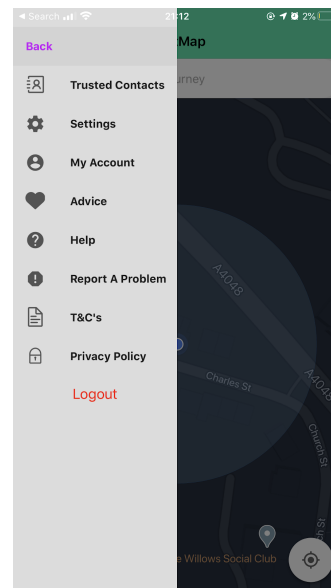 ◀ Search
21:12
2%
Back
Map
urney
Trusted Contacts
Settings
My Account
Advice
Help
Report A Problem
T&C's
Privacy Policy
Logout
A4048
A4048
Charles St
Church St
h St
Willows Social Club